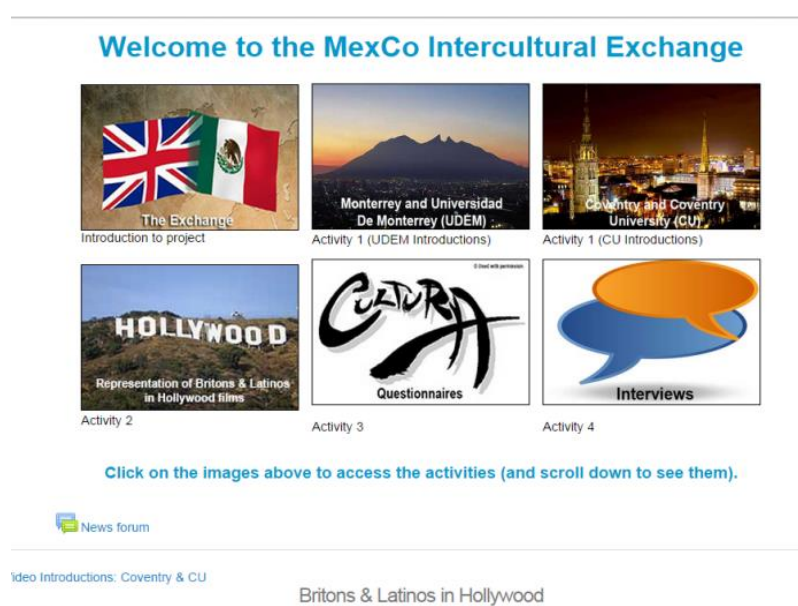 Welcome to the MexCo Intercultural Exchange
The Exchange
Introduction to project
Monterrey and Universidad
De Monterrey (UDEM)
Activity 1 (UDEM Introductions)
Coventry and Coventry
University (CU)
Activity 1 (CU Introductions)
HOLLYWOOD
Representation of Britons & Latinos
in Hollywood films
Activity 2
© Used with permission
CULTURA
Questionnaires
Activity 3
Interviews
Activity 4
Click on the images above to access the activities (and scroll down to see them).
News forum
ideo Introductions: Coventry & CU
Britons & Latinos in Hollywood